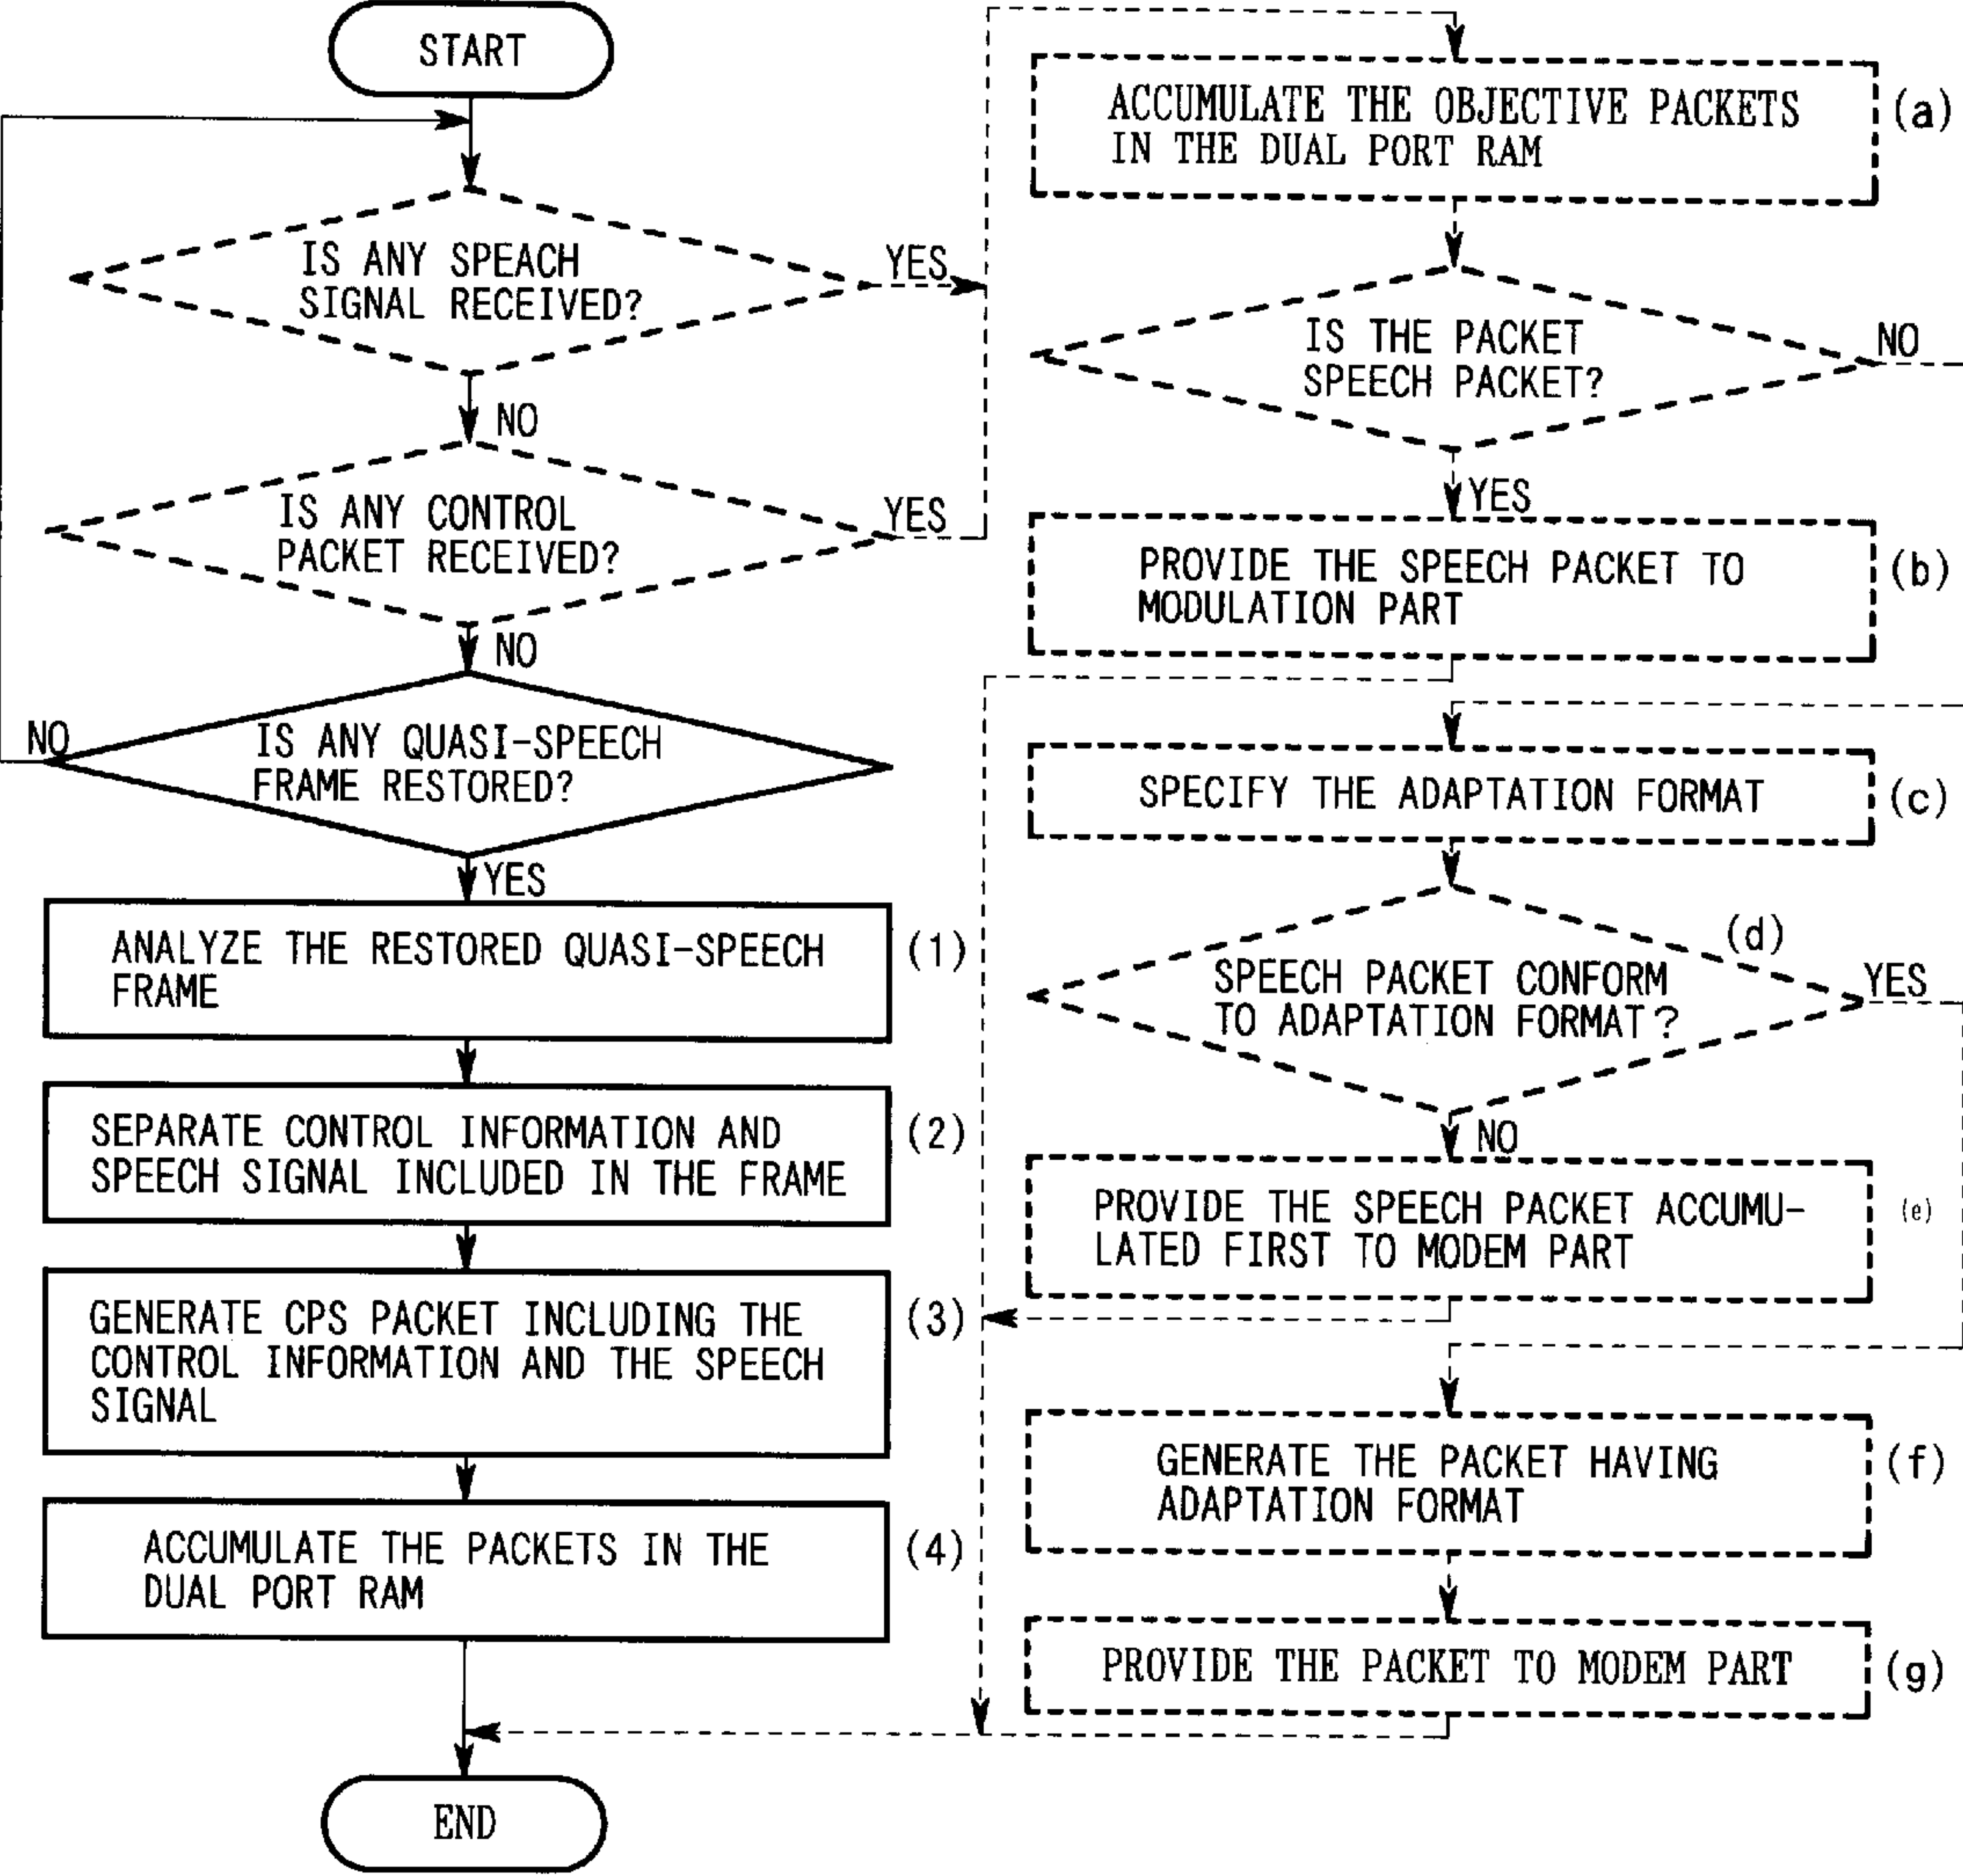 START
IS ANY SPEACH
SIGNAL RECEIVED?
YES
NO
IS ANY CONTROL
PACKET RECEIVED?
YES
NO
IS ANY QUASI-SPEECH
FRAME RESTORED?
NO
YES
ANALYZE THE RESTORED QUASI-SPEECH
FRAME
(1)
SEPARATE CONTROL INFORMATION AND
SPEECH SIGNAL INCLUDED IN THE FRAME
(2)
GENERATE CPS PACKET INCLUDING THE
CONTROL INFORMATION AND THE SPEECH
SIGNAL
(3)
ACCUMULATE THE PACKETS IN THE
DUAL PORT RAM
(4)
END
ACCUMULATE THE OBJECTIVE PACKETS
IN THE DUAL PORT RAM
(a)
IS THE PACKET
SPEECH PACKET?
NO
YES
PROVIDE THE SPEECH PACKET TO
MODULATION PART
(b)
SPECIFY THE ADAPTATION FORMAT
(c)
(d)
SPEECH PACKET CONFORM
TO ADAPTATION FORMAT?
YES
NO
PROVIDE THE SPEECH PACKET ACCUMU-
LATED FIRST TO MODEM PART
(e)
GENERATE THE PACKET HAVING
ADAPTATION FORMAT
(f)
PROVIDE THE PACKET TO MODEM PART
(g)